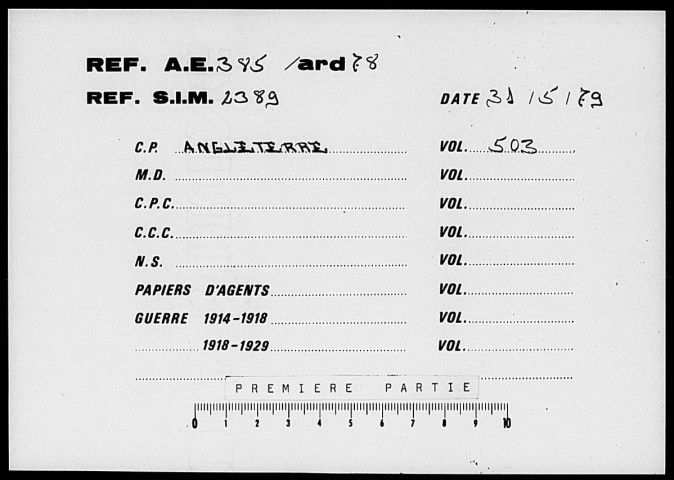 REF. A.E. 385 /ard 78
REF. S.I.M. 2389 DATE 31 / 5 / 79
C.P. ANGLETERRE VOL. 503
M.D. VOL.
C.P.C. VOL.
C.C.C. VOL.
N.S. VOL.
PAPIERS D'AGENTS VOL.
GUERRE 1914-1918 VOL.
1918-1929 VOL.
PREMIERE PARTIE
0 1 2 3 4 5 6 7 8 9 10